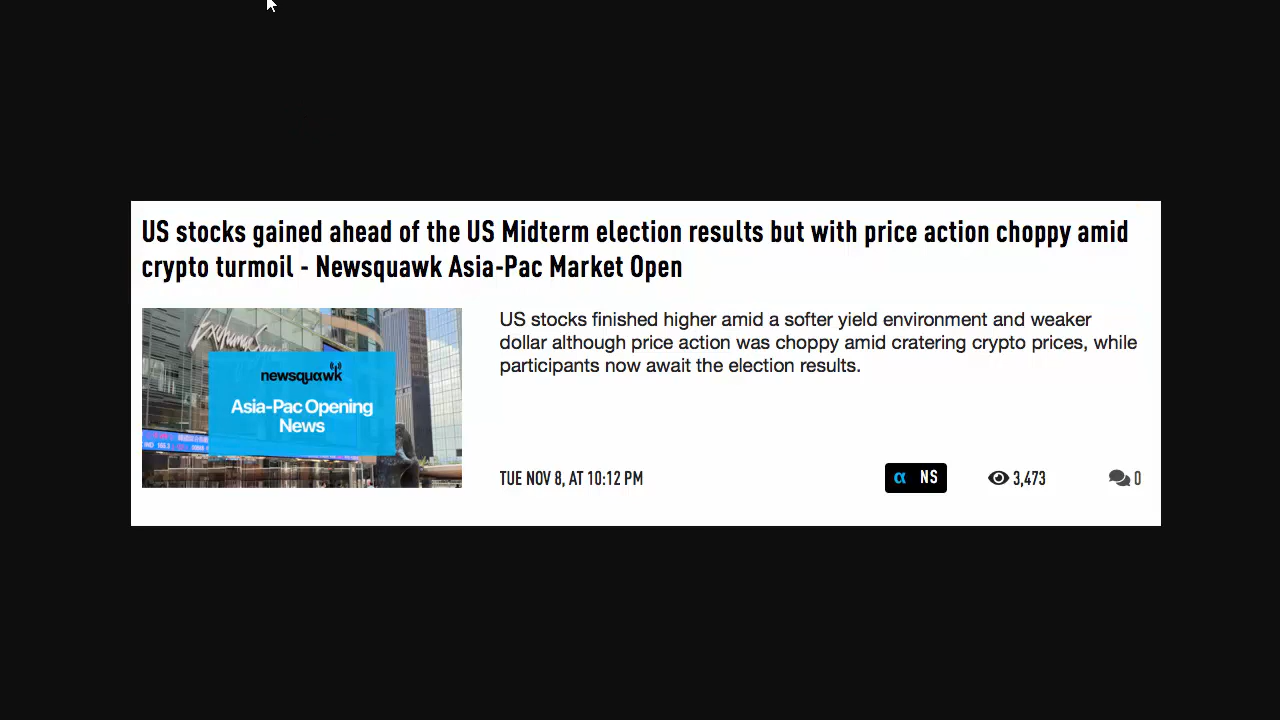 US stocks gained ahead of the US Midterm election results but with price action choppy amid
crypto turmoil - Newsquawk Asia-Pac Market Open
US stocks finished higher amid a softer yield environment and weaker
dollar although price action was choppy amid cratering crypto prices, while
participants now await the election results.
Exchange Square
newsquawk
Asia-Pac Opening
News
TUE NOV 8, AT 10:12 PM
α NS
3,473
0